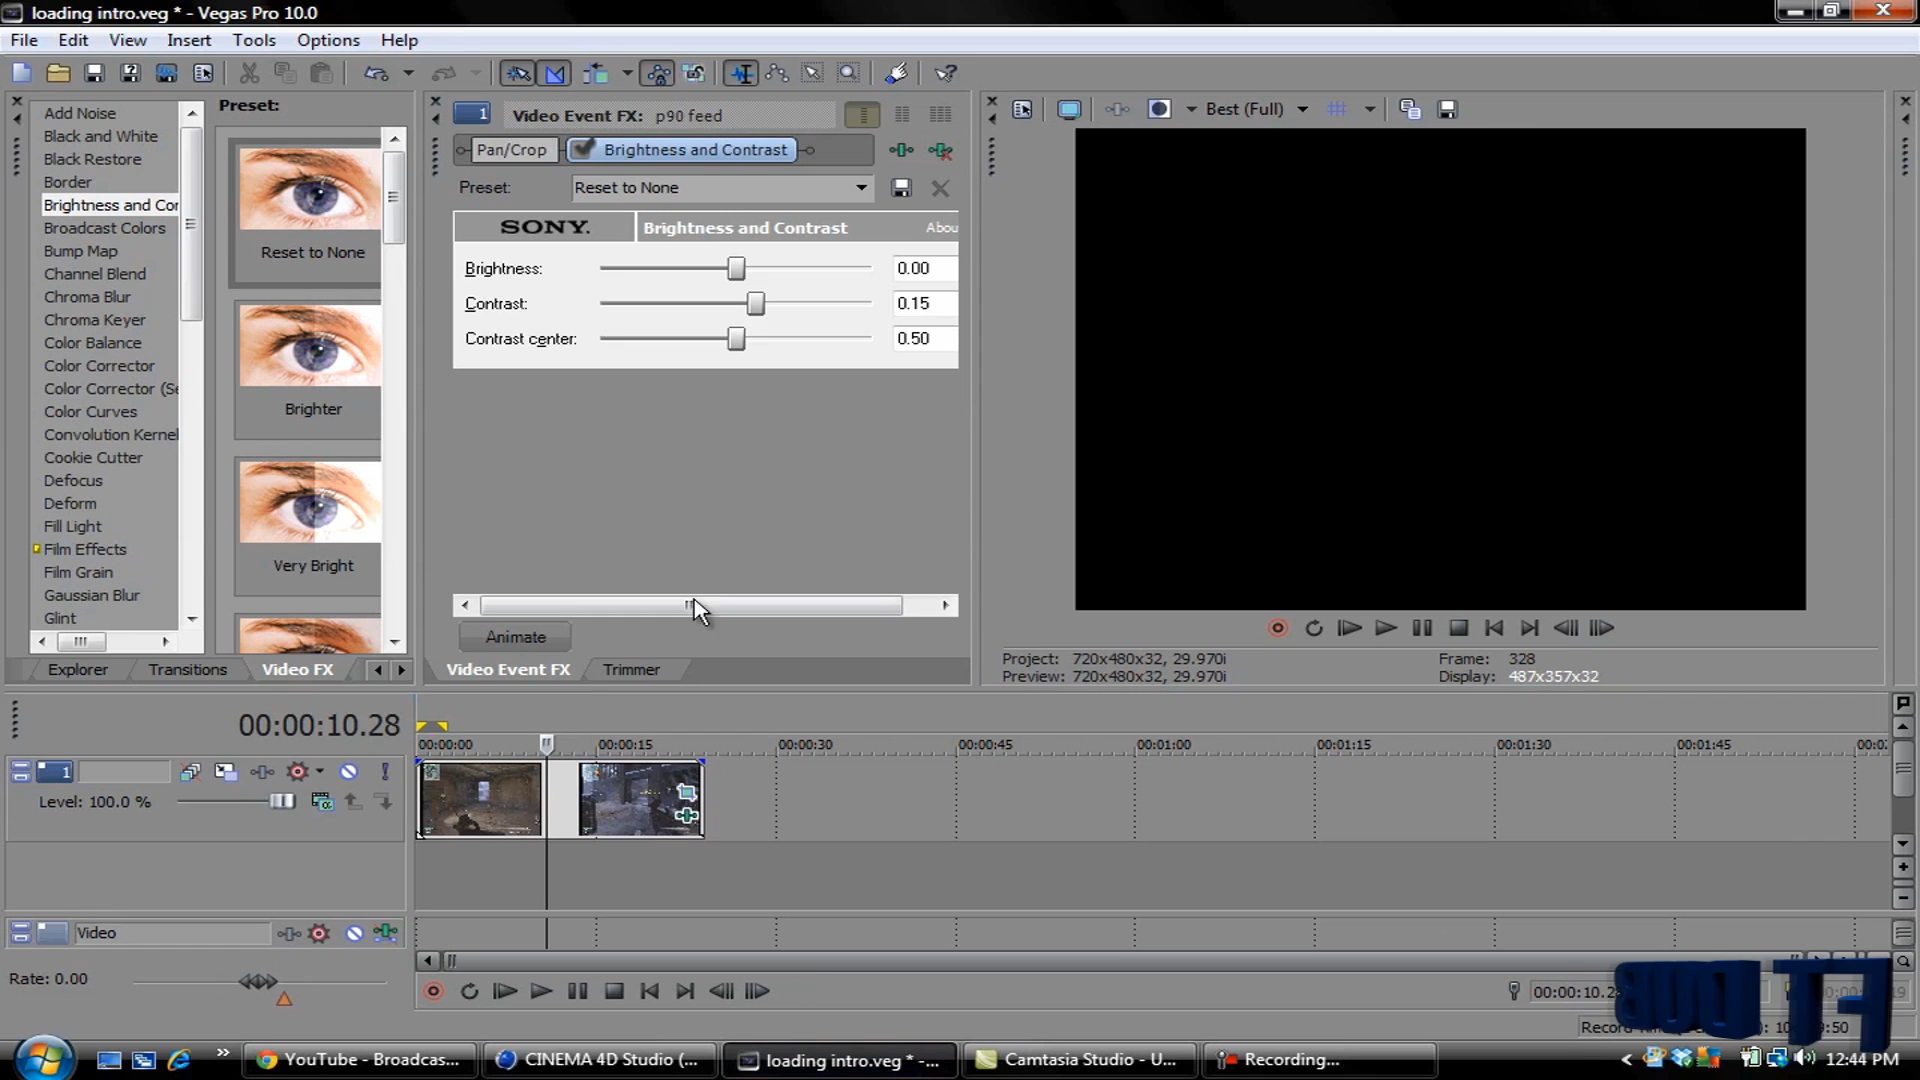 loading intro.veg * - Vegas Pro 10.0
File Edit View Insert Tools Options Help
Add Noise
Black and White
Black Restore
Border
Brightness and Cor
Broadcast Colors
Bump Map
Channel Blend
Chroma Blur
Chroma Keyer
Color Balance
Color Corrector
Color Corrector (Se
Color Curves
Convolution Kernel
Cookie Cutter
Defocus
Deform
Fill Light
Film Effects
Film Grain
Gaussian Blur
Glint
Preset:
Reset to None
Brighter
Very Bright
Explorer Transitions Video FX
1 Video Event FX: p90 feed
Pan/Crop Brightness and Contrast
Preset: Reset to None
SONY. Brightness and Contrast Abou
Brightness: 0.00
Contrast: 0.15
Contrast center: 0.50
Animate
Video Event FX Trimmer
Best (Full)
Project: 720x480x32, 29.970i Frame: 328
Preview: 720x480x32, 29.970i Display: 487x357x32
00:00:10.28
00:00:00 00:00:15 00:00:30 00:00:45 00:01:00 00:01:15 00:01:30 00:01:45
1
Level: 100.0 %
Video
Rate: 0.00
YouTube - Broadcas... CINEMA 4D Studio (... loading intro.veg * -... Camtasia Studio - U... Recording... 12:44 PM